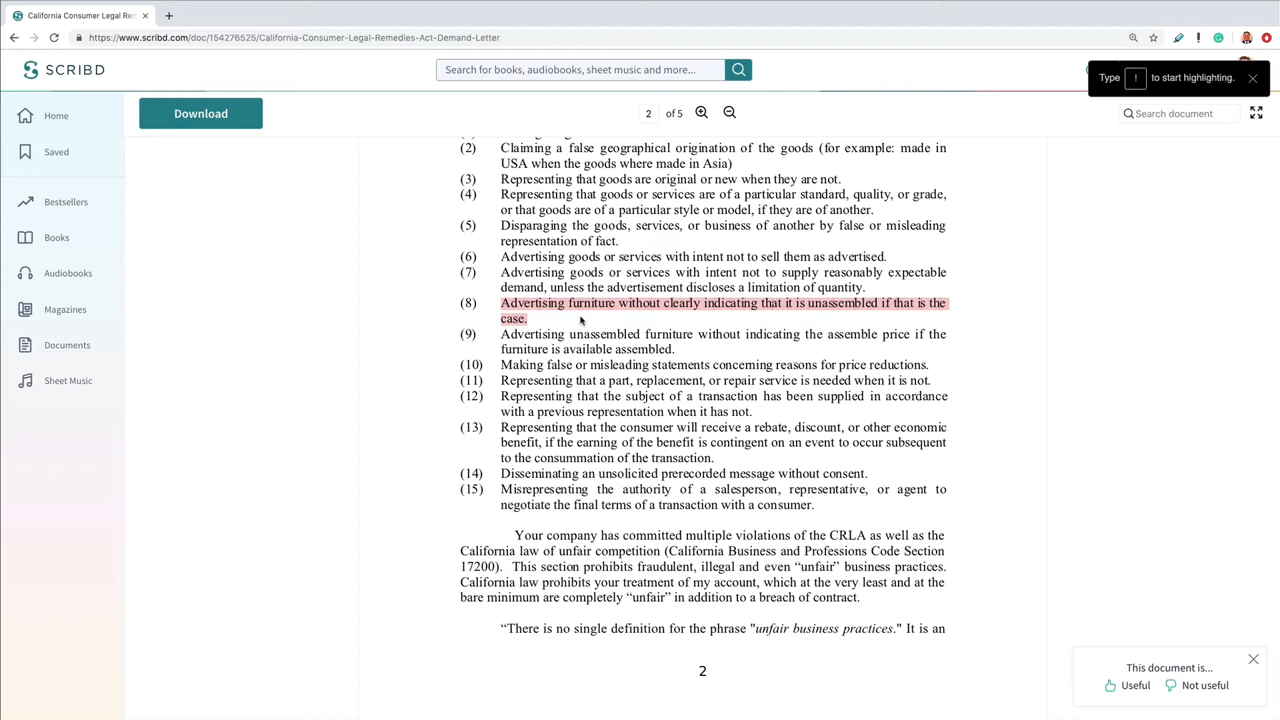 California Consumer Legal Rem
https://www.scribd.com/doc/154276525/California-Consumer-Legal-Remedies-Act-Demand-Letter
SCRIBD
Search for books, audiobooks, sheet music and more...
Type ! to start highlighting.
Home
Saved
Bestsellers
Books
Audiobooks
Magazines
Documents
Sheet Music
Download
2 of 5
Search document
(2) Claiming a false geographical origination of the goods (for example: made in
USA when the goods where made in Asia)
(3) Representing that goods are original or new when they are not.
(4) Representing that goods or services are of a particular standard, quality, or grade,
or that goods are of a particular style or model, if they are of another.
(5) Disparaging the goods, services, or business of another by false or misleading
representation of fact.
(6) Advertising goods or services with intent not to sell them as advertised.
(7) Advertising goods or services with intent not to supply reasonably expectable
demand, unless the advertisement discloses a limitation of quantity.
(8) Advertising furniture without clearly indicating that it is unassembled if that is the
case.
(9) Advertising unassembled furniture without indicating the assemble price if the
furniture is available assembled.
(10) Making false or misleading statements concerning reasons for price reductions.
(11) Representing that a part, replacement, or repair service is needed when it is not.
(12) Representing that the subject of a transaction has been supplied in accordance
with a previous representation when it has not.
(13) Representing that the consumer will receive a rebate, discount, or other economic
benefit, if the earning of the benefit is contingent on an event to occur subsequent
to the consummation of the transaction.
(14) Disseminating an unsolicited prerecorded message without consent.
(15) Misrepresenting the authority of a salesperson, representative, or agent to
negotiate the final terms of a transaction with a consumer.
Your company has committed multiple violations of the CRLA as well as the
California law of unfair competition (California Business and Professions Code Section
17200). This section prohibits fraudulent, illegal and even “unfair” business practices.
California law prohibits your treatment of my account, which at the very least and at the
bare minimum are completely “unfair” in addition to a breach of contract.
“There is no single definition for the phrase "unfair business practices." It is an
2
This document is...
Useful
Not useful